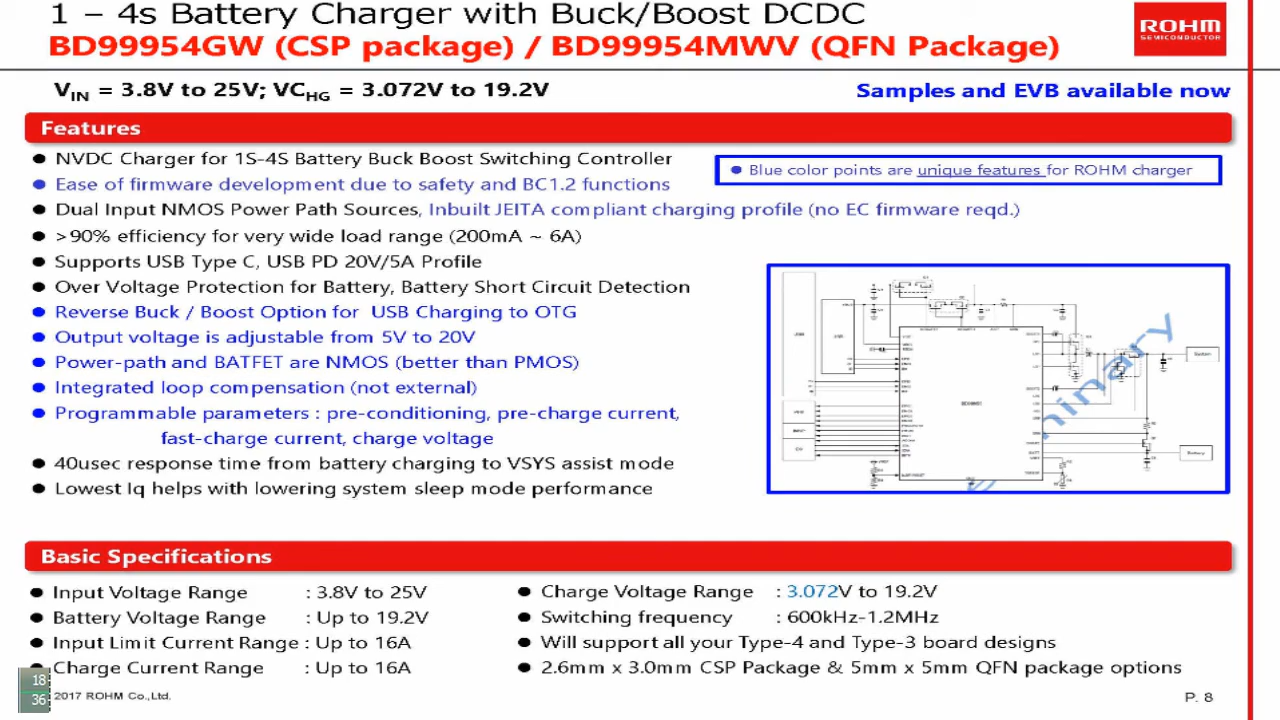 1 – 4s Battery Charger with Buck/Boost DCDC
BD99954GW (CSP package) / BD99954MWV (QFN Package)
ROHM
SEMICONDUCTOR
VIN = 3.8V to 25V; VCHG = 3.072V to 19.2V
Samples and EVB available now
Features
● NVDC Charger for 1S-4S Battery Buck Boost Switching Controller
● Blue color points are unique features for ROHM charger
● Ease of firmware development due to safety and BC1.2 functions
● Dual Input NMOS Power Path Sources, Inbuilt JEITA compliant charging profile (no EC firmware reqd.)
● >90% efficiency for very wide load range (200mA ~ 6A)
● Supports USB Type C, USB PD 20V/5A Profile
● Over Voltage Protection for Battery, Battery Short Circuit Detection
● Reverse Buck / Boost Option for USB Charging to OTG
● Output voltage is adjustable from 5V to 20V
● Power-path and BATFET are NMOS (better than PMOS)
● Integrated loop compensation (not external)
● Programmable parameters : pre-conditioning, pre-charge current,
fast-charge current, charge voltage
● 40usec response time from battery charging to VSYS assist mode
● Lowest Iq helps with lowering system sleep mode performance
System
Battery
Basic Specifications
● Input Voltage Range : 3.8V to 25V
● Battery Voltage Range : Up to 19.2V
● Input Limit Current Range : Up to 16A
● Charge Current Range : Up to 16A
● Charge Voltage Range : 3.072V to 19.2V
● Switching frequency : 600kHz-1.2MHz
● Will support all your Type-4 and Type-3 board designs
● 2.6mm x 3.0mm CSP Package & 5mm x 5mm QFN package options
18
36
2017 ROHM Co.,Ltd.
P. 8